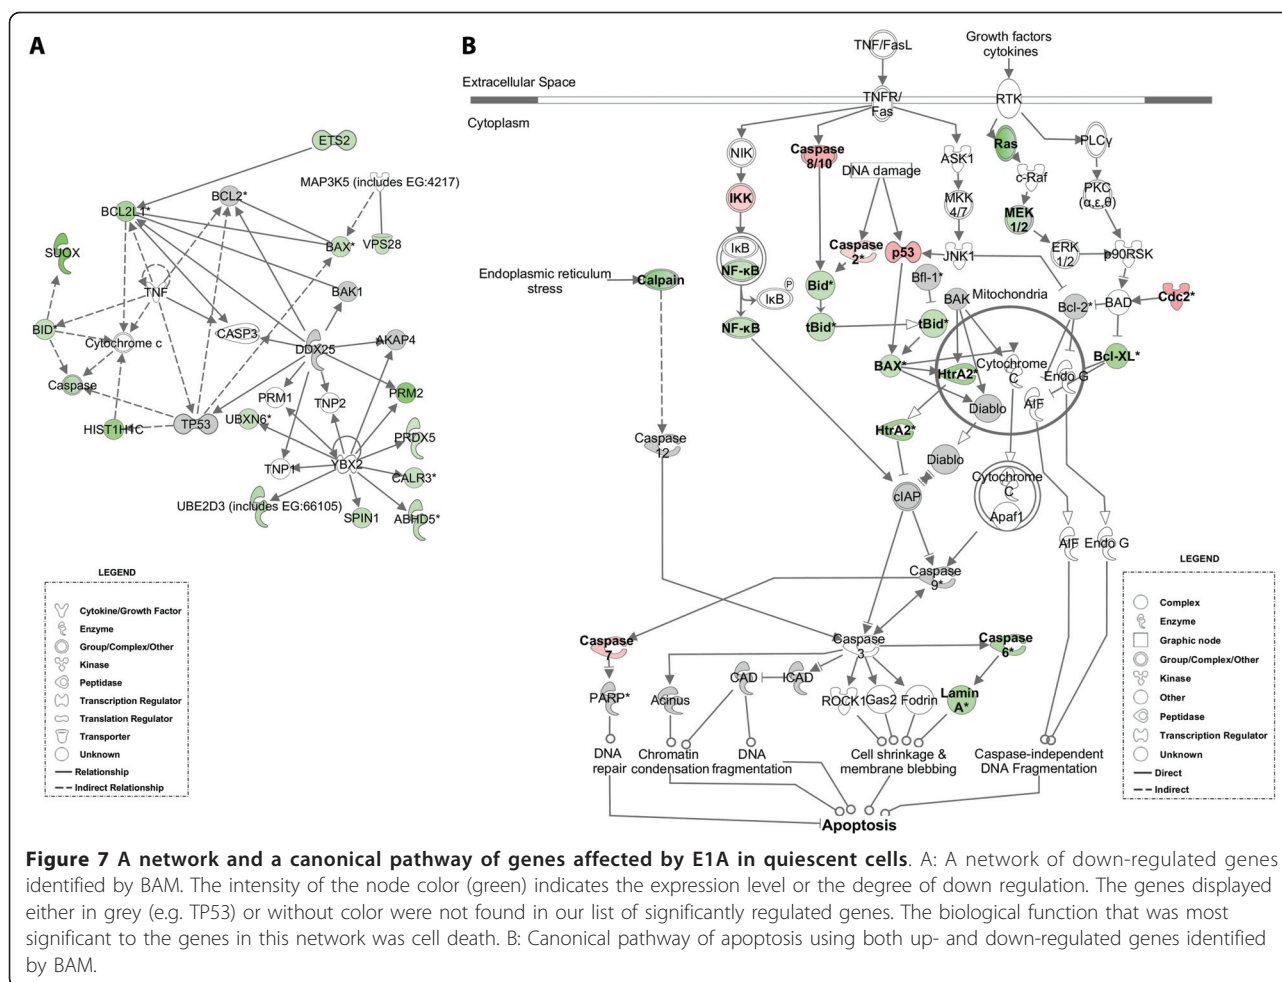 A
ETS2
MAP3K5 (includes EG:4217)
BCL2*
BCL2L1*
BAX*
VPS28
SUOX
TNF
BAK1
BID*
Cytochrome c
CASP3
DDX25
AKAP4
Caspase
PRM1
TNP2
PRM2
HIST1H1C
TP53
UBXN6*
PRDX5
TNP1
YBX2
CALR3*
UBE2D3 (includes EG:66105)
SPIN1
ABHD5*
LEGEND
Cytokine/Growth Factor
Enzyme
Group/Complex/Other
Kinase
Peptidase
Transcription Regulator
Translation Regulator
Transporter
Unknown
Relationship
Indirect Relationship
B
TNF/FasL
Growth factors
cytokines
Extracellular Space
TNFR/
Fas
RTK
Cytoplasm
NIK
Caspase
8/10
DNA damage
ASK1
Ras
PLCγ
c-Raf
IKK
MKK
4/7
MEK
1/2
PKC
(α,ε,θ)
IκB
NF-κB
Caspase
2*
p53
JNK1
ERK
1/2
p90RSK
Endoplasmic reticulum
stress
Calpain
IκB
P
Bid*
Bfl-1*
BAK
Mitochondria
Bcl-2*
BAD
Cdc2*
NF-κB
tBid*
tBid*
BAX*
HtrA2*
Cytochrome
C
Endo G
Bcl-XL*
Diablo
AIF
HtrA2*
Caspase
12
Diablo
cIAP
Cytochrome
C
Apaf1
AIF
Endo G
Caspase
9*
Caspase
7
Caspase
3
Caspase
6*
PARP*
Acinus
CAD
ICAD
ROCK1
Gas2
Fodrin
Lamin
A*
DNA
repair
Chromatin
condensation
DNA
fragmentation
Cell shrinkage &
membrane blebbing
Caspase-independent
DNA Fragmentation
Apoptosis
LEGEND
Complex
Enzyme
Graphic node
Group/Complex/Other
Kinase
Other
Peptidase
Transcription Regulator
Unknown
Direct
Indirect
Figure 7 A network and a canonical pathway of genes affected by E1A in quiescent cells. A: A network of down-regulated genes
identified by BAM. The intensity of the node color (green) indicates the expression level or the degree of down regulation. The genes displayed
either in grey (e.g. TP53) or without color were not found in our list of significantly regulated genes. The biological function that was most
significant to the genes in this network was cell death. B: Canonical pathway of apoptosis using both up- and down-regulated genes identified
by BAM.